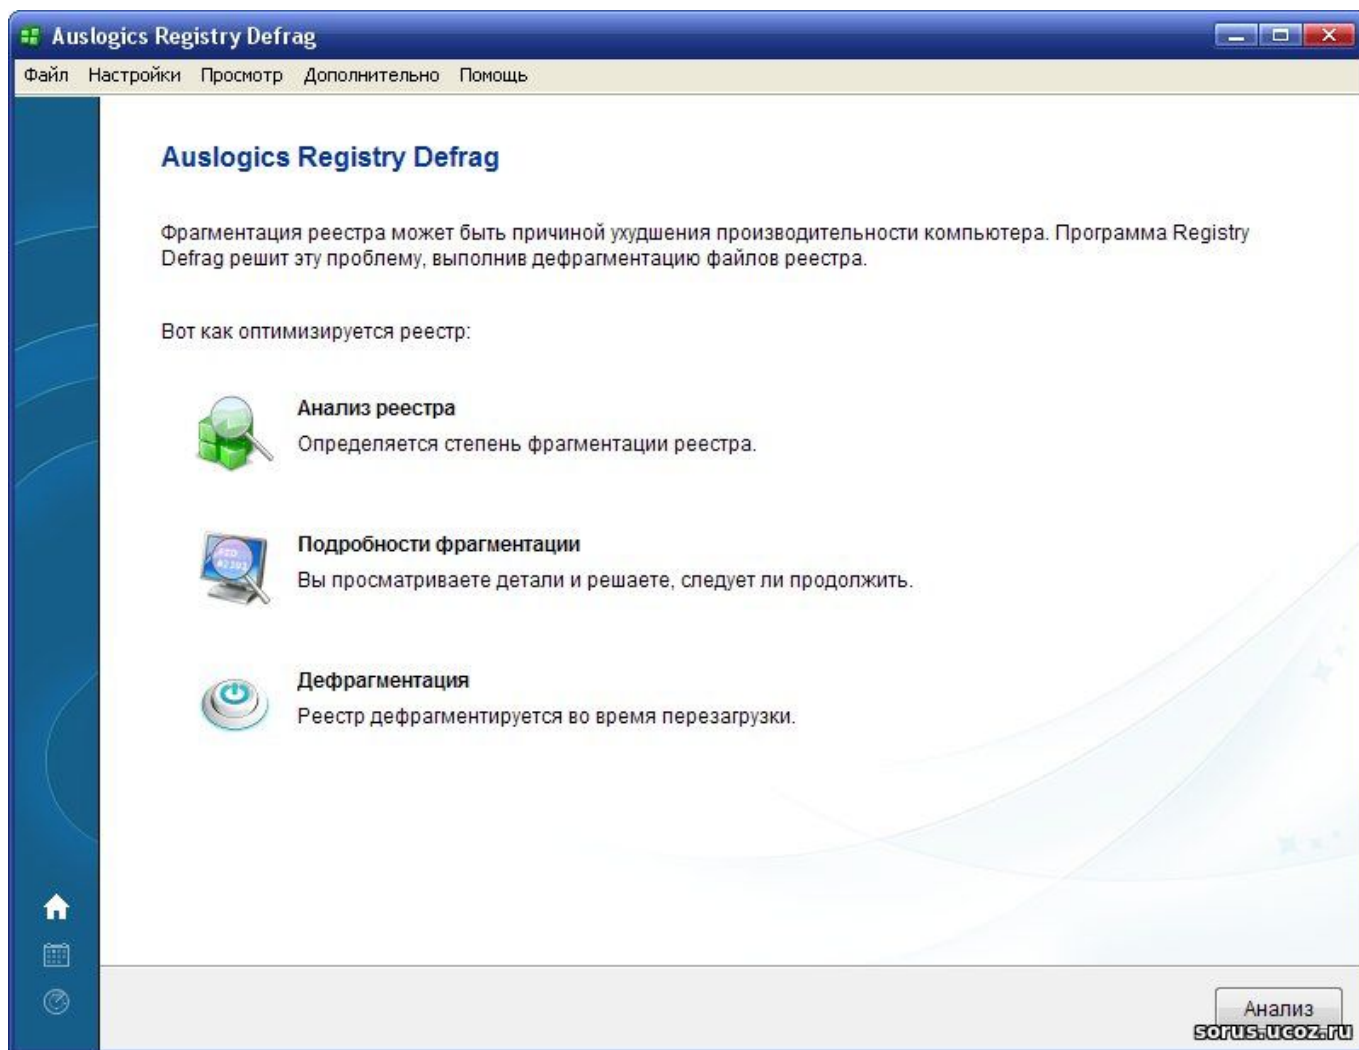 Auslogics Registry Defrag
Файл Настройки Просмотр Дополнительно Помощь
Auslogics Registry Defrag
Фрагментация реестра может быть причиной ухудшения производительности компьютера. Программа Registry
Defrag решит эту проблему, выполнив дефрагментацию файлов реестра.
Вот как оптимизируется реестр:
Анализ реестра
Определяется степень фрагментации реестра.
Подробности фрагментации
Вы просматриваете детали и решаете, следует ли продолжить.
Дефрагментация
Реестр дефрагментируется во время перезагрузки.
Анализ
sorus.ucoz.ru